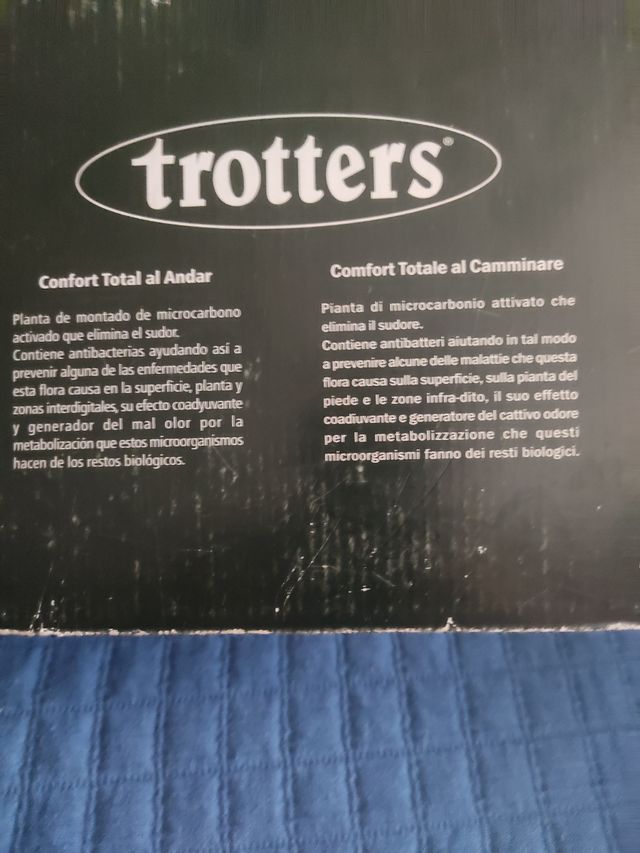 trotters®
Confort Total al Andar
Planta de montado de microcarbono
activado que elimina el sudor.
Contiene antibacterias ayudando así a
prevenir alguna de las enfermedades que
esta flora causa en la superficie, planta y
zonas interdigitales, su efecto coadyuvante
y generador del mal olor por la
metabolización que estos microorganismos
hacen de los restos biológicos.
Comfort Totale al Camminare
Pianta di microcarbonio attivato che
elimina il sudore.
Contiene antibatteri aiutando in tal modo
a prevenire alcune delle malattie che questa
flora causa sulla superficie, sulla pianta del
piede e le zone infra-dito, il suo effetto
coadiuvante e generatore del cattivo odore
per la metabolizzazione che questi
microorganismi fanno dei resti biologici.